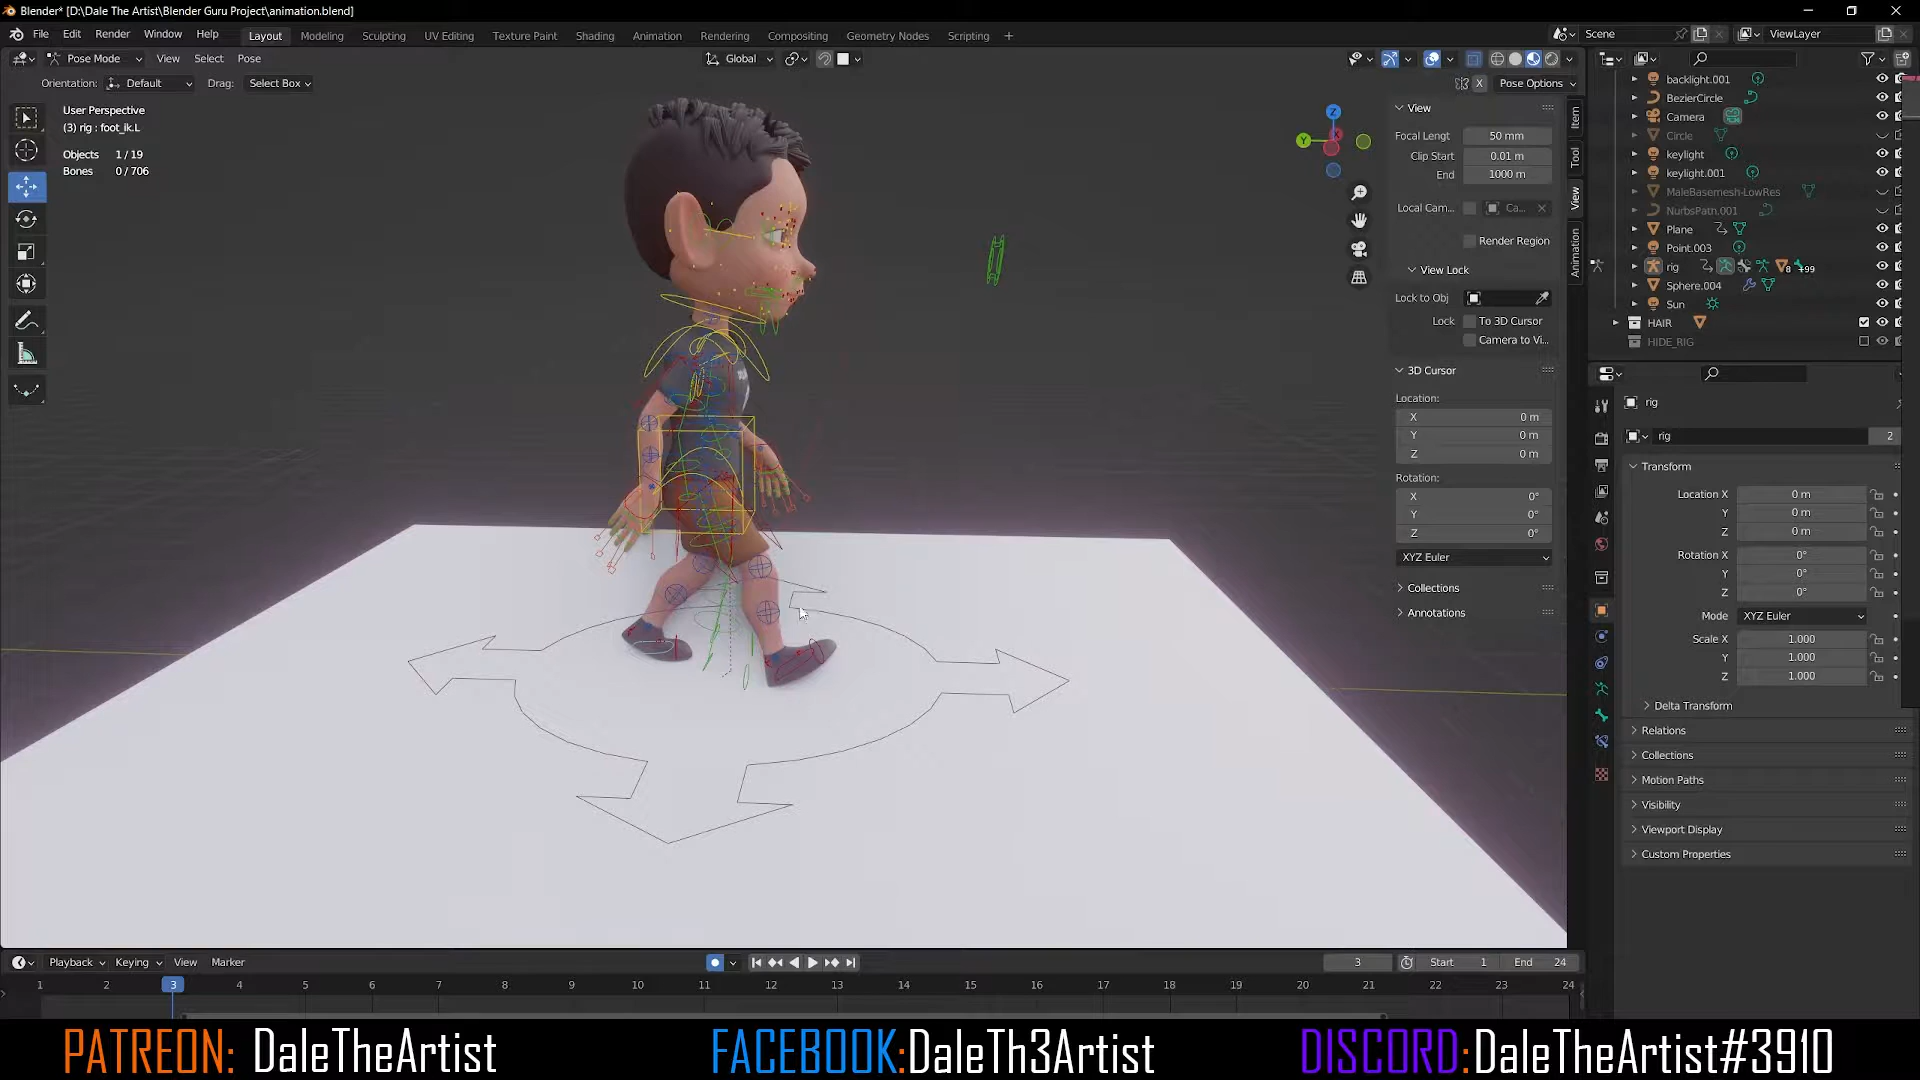 Blender* [D:\Dale The Artist\Blender Guru Project\animation.blend]
File Edit Render Window Help Layout Modeling Sculpting UV Editing Texture Paint Shading Animation Rendering Compositing Geometry Nodes Scripting + Scene ViewLayer
Pose Mode View Select Pose Global
Orientation: Default Drag: Select Box X Pose Options
User Perspective
(3) rig : foot_ik.L
Objects 1 / 19
Bones 0 / 706
Z
Y
View
Focal Lengt 50 mm
Clip Start 0.01 m
End 1000 m
Local Cam... Ca...
Render Region
View Lock
Lock to Obj
Lock To 3D Cursor
Camera to Vi...
3D Cursor
Location:
X 0 m
Y 0 m
Z 0 m
Rotation:
X 0°
Y 0°
Z 0°
XYZ Euler
Collections
Annotations
Item
Tool
View
Animation
backlight.001
BezierCircle
Camera
Circle
keylight
keylight.001
MaleBasemesh-LowRes
NurbsPath.001
Plane
Point.003
rig 8 +99
Sphere.004
Sun
HAIR
HIDE_RIG
rig
rig 2
Transform
Location X 0 m
Y 0 m
Z 0 m
Rotation X 0°
Y 0°
Z 0°
Mode XYZ Euler
Scale X 1.000
Y 1.000
Z 1.000
Delta Transform
Relations
Collections
Motion Paths
Visibility
Viewport Display
Custom Properties
Playback Keying View Marker 3 Start 1 End 24
1 3 4 5 6 7 8 9 10 11 12 13 14 15 16 17 18 19 20 21 22 23 24
PATREON: DaleTheArtist FACEBOOK:DaleTh3Artist DISCORD:DaleTheArtist#3910